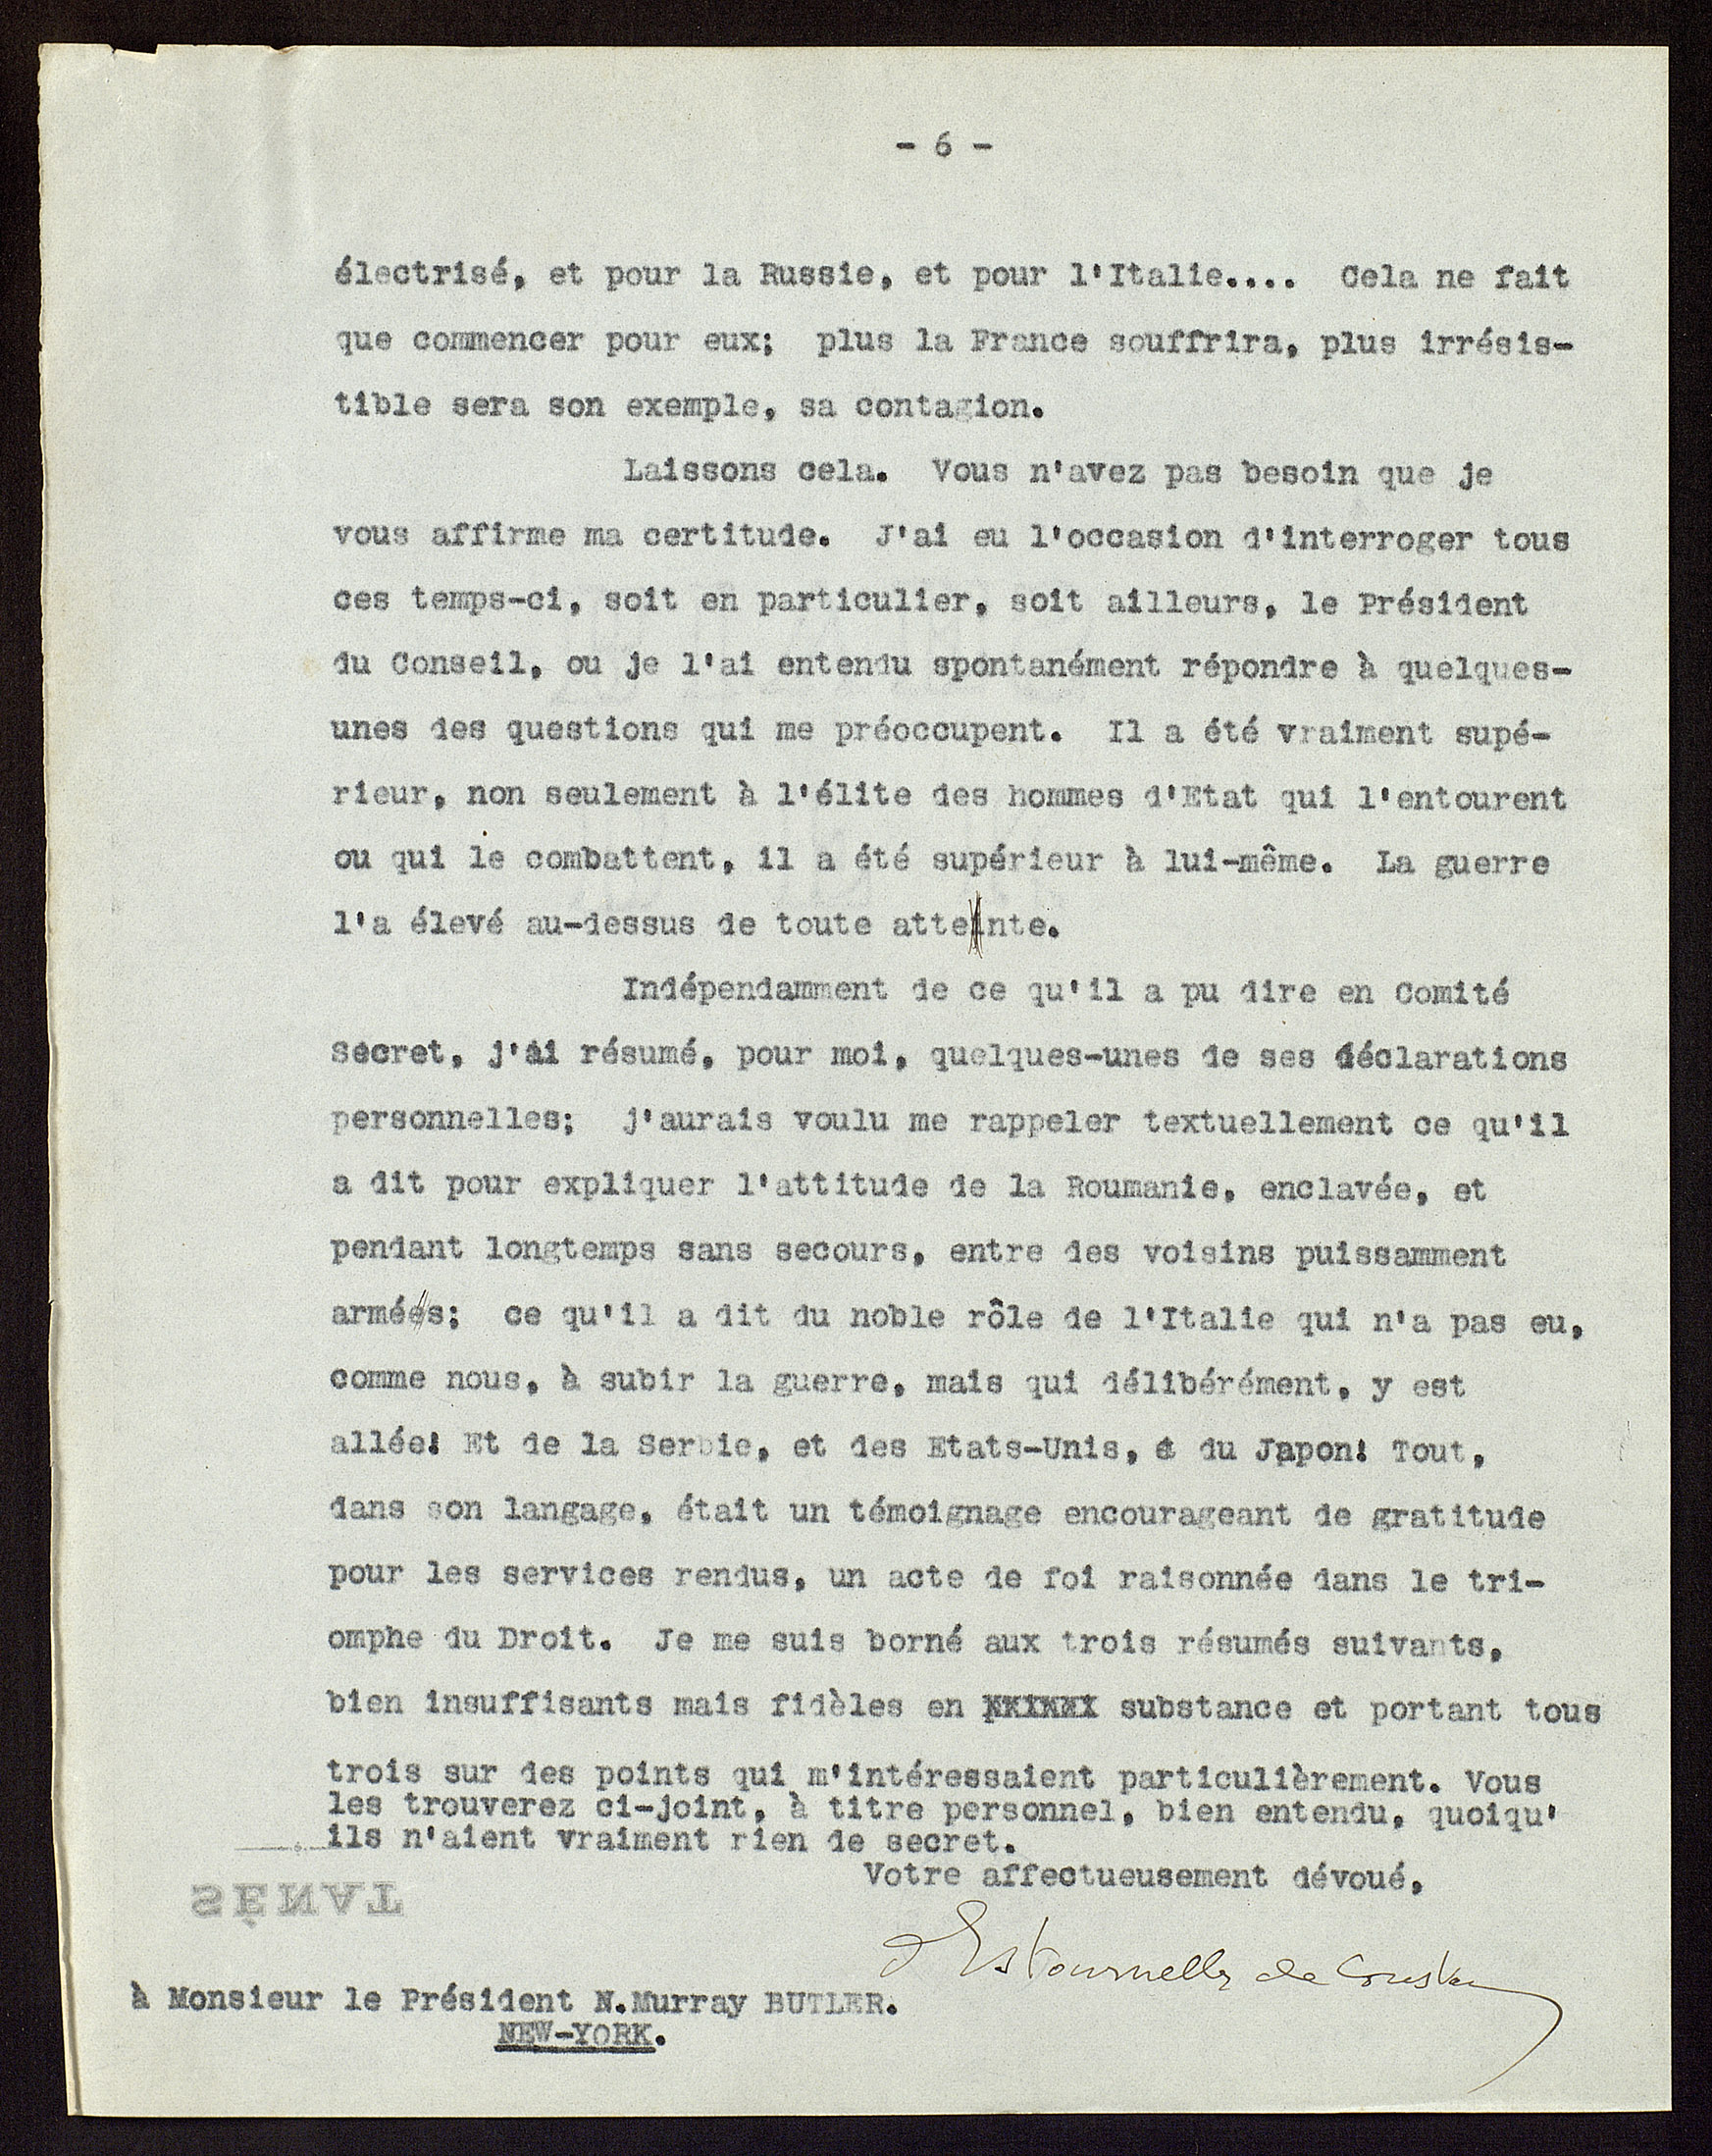 - 6 -
électrisé, et pour la Russie, et pour l'Italie.... Cela ne fait
que commencer pour eux; plus la France souffrira, plus irrésis-
tible sera son exemple, sa contagion.
Laissons cela. Vous n'avez pas besoin que je
vous affirme ma certitude. J'ai eu l'occasion d'interroger tous
ces temps-ci, soit en particulier, soit ailleurs, le Président
du Conseil, ou je l'ai entendu spontanément répondre à quelques-
unes des questions qui me préoccupent. Il a été vraiment supé-
rieur, non seulement à l'élite des hommes d'Etat qui l'entourent
ou qui le combattent, il a été supérieur à lui-même. La guerre
l'a élevé au-dessus de toute attente.
Indépendamment de ce qu'il a pu dire en Comité
Secret, j'ai résumé, pour moi, quelques-unes de ses déclarations
personnelles; j'aurais voulu me rappeler textuellement ce qu'il
a dit pour expliquer l'attitude de la Roumanie, enclavée, et
pendant longtemps sans secours, entre des voisins puissamment
armés; ce qu'il a dit du noble rôle de l'Italie qui n'a pas eu,
comme nous, à subir la guerre, mais qui délibérément, y est
allée! Et de la Serbie, et des Etats-Unis, & du Japon! Tout,
dans son langage, était un témoignage encourageant de gratitude
pour les services rendus, un acte de foi raisonnée dans le tri-
omphe du Droit. Je me suis borné aux trois résumés suivants,
bien insuffisants mais fidèles en substance et portant tous
trois sur des points qui m'intéressaient particulièrement. Vous
les trouverez ci-joint, à titre personnel, bien entendu, quoiqu'
ils n'aient vraiment rien de secret.
Votre affectueusement dévoué,
SÉNAT
d'Estournelles de Constant
à Monsieur le Président N.Murray BUTLER.
NEW-YORK.